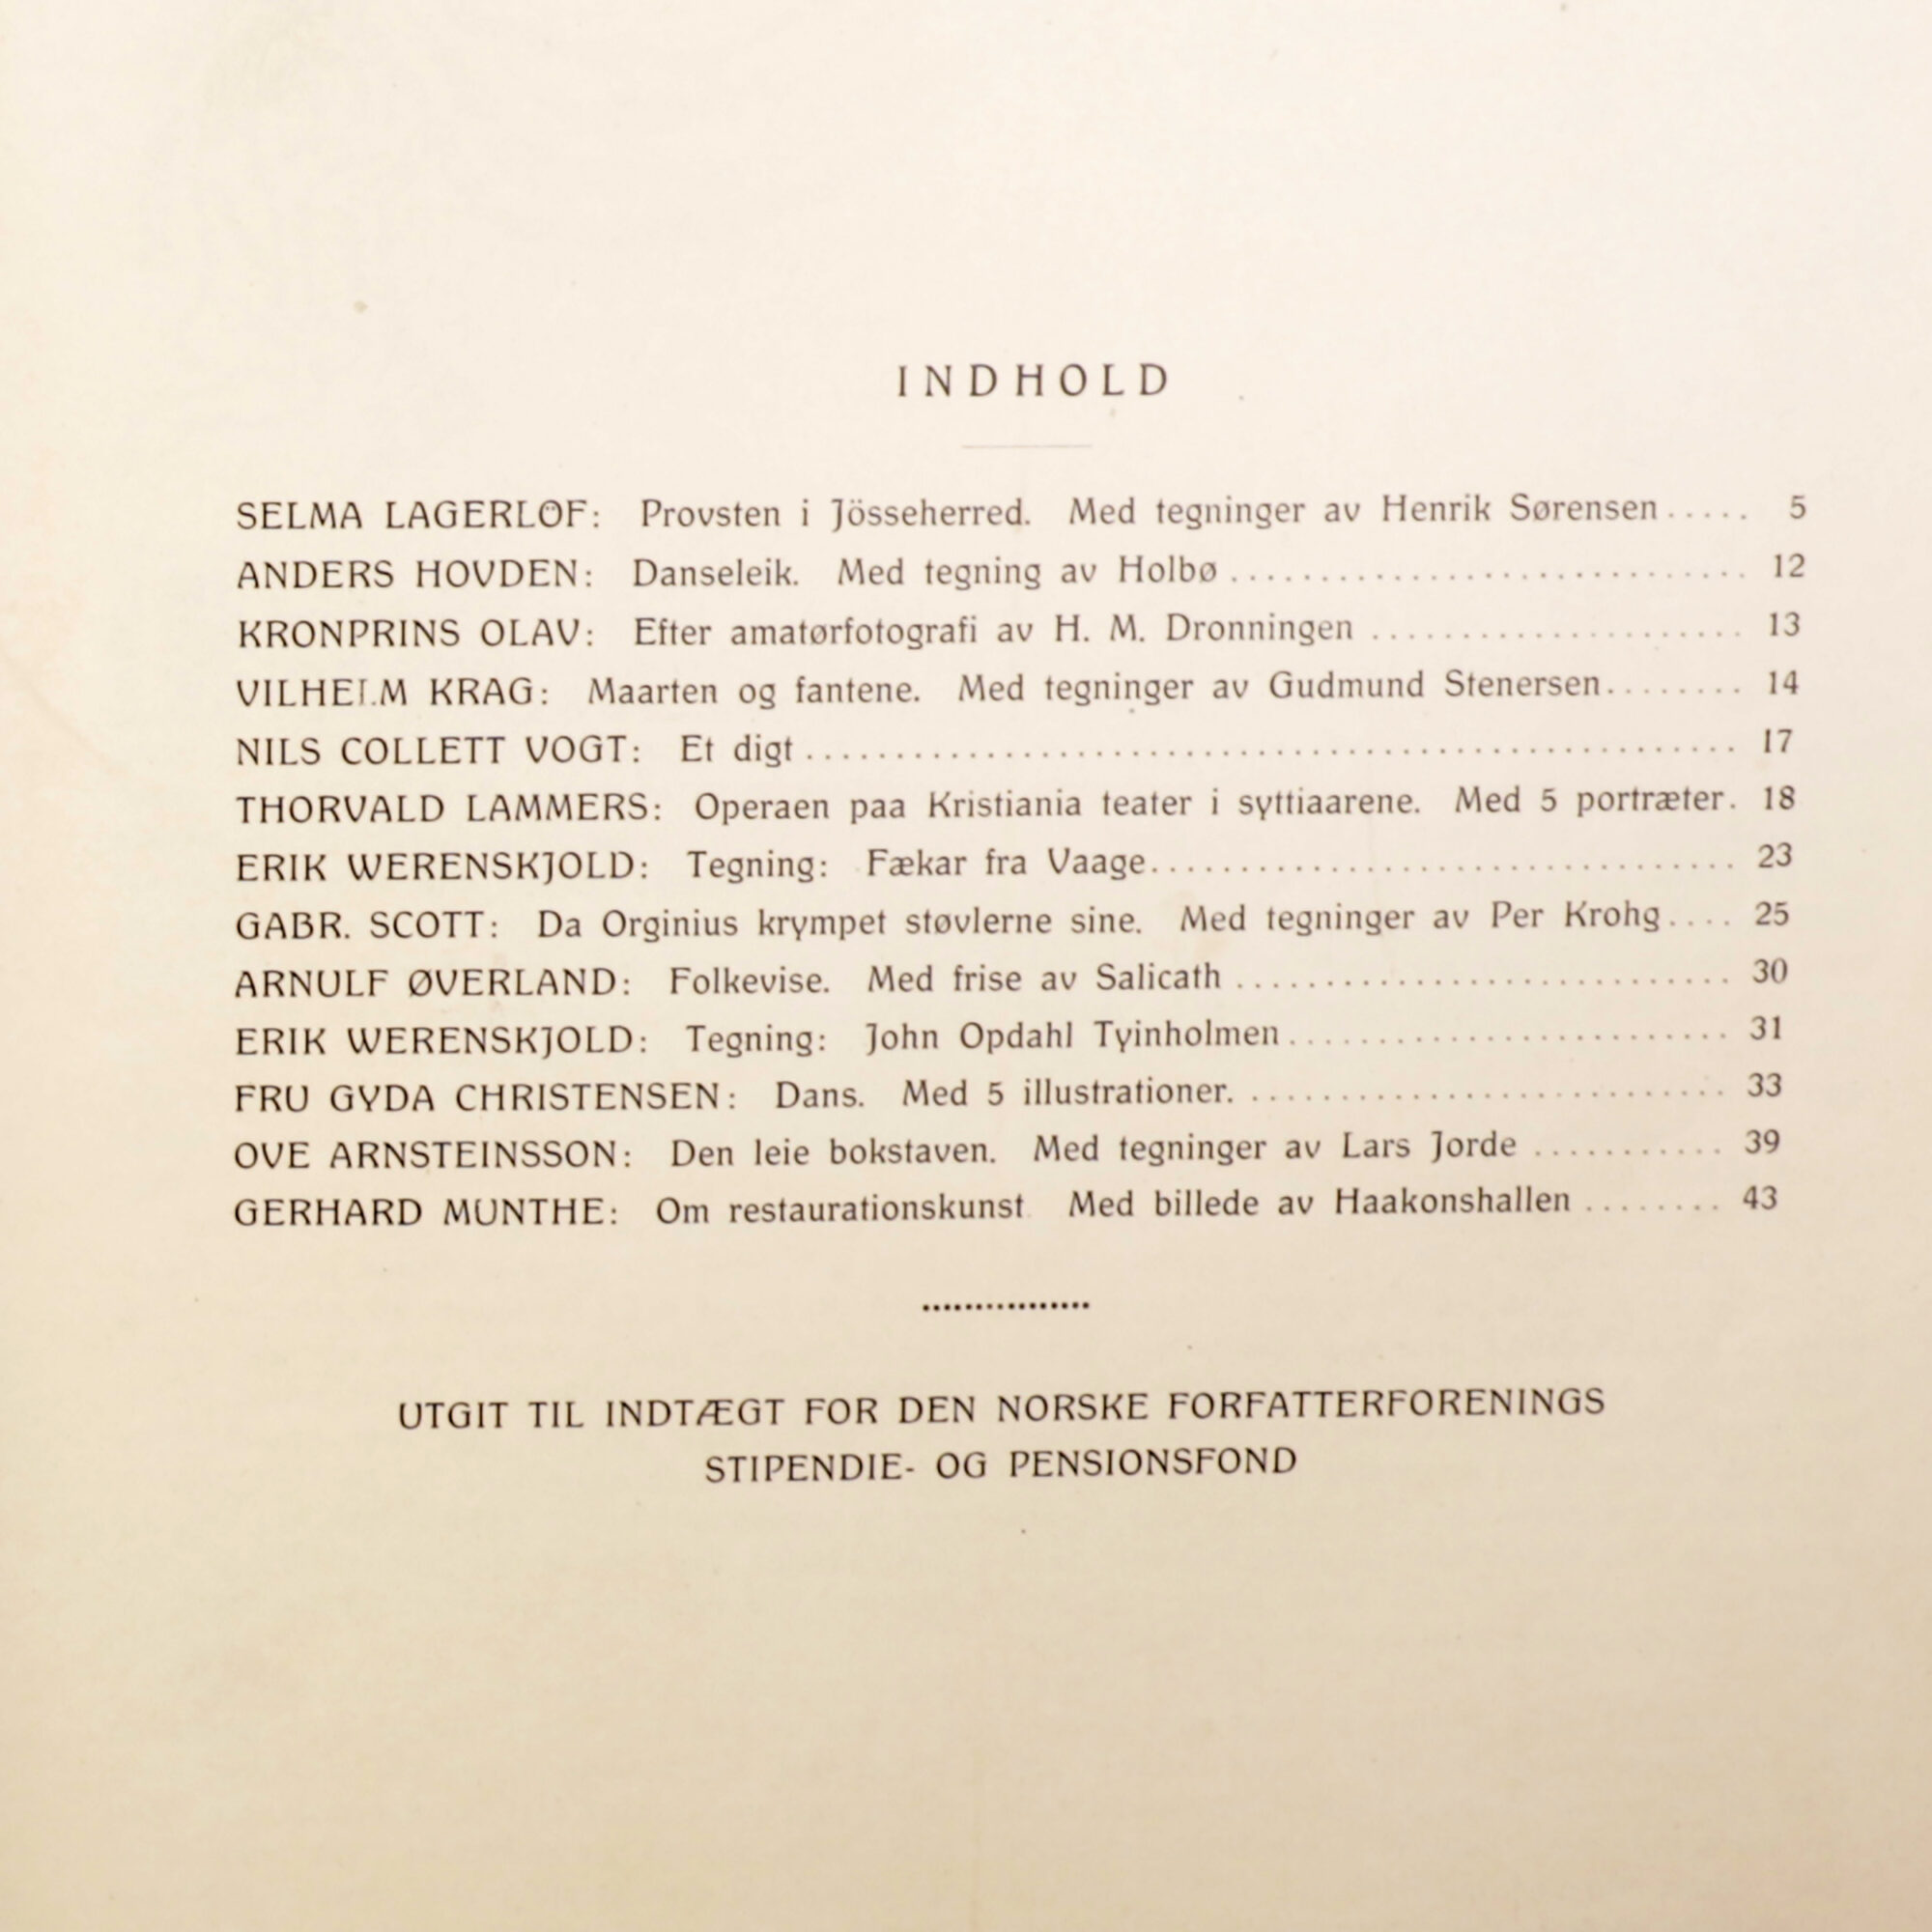 INDHOLD
SELMA LAGERLÖF: Provsten i Jösseherred. Med tegninger av Henrik Sørensen..... 5
ANDERS HOVDEN: Danseleik. Med tegning av Holbø.............................. 12
KRONPRINS OLAV: Efter amatørfotografi av H. M. Dronningen ..................... 13
VILHELM KRAG: Maarten og fantene. Med tegninger av Gudmund Stenersen........ 14
NILS COLLETT VOGT: Et digt...................................................... 17
THORVALD LAMMERS: Operaen paa Kristiania teater i syttiaarene. Med 5 portræter. 18
ERIK WERENSKJOLD: Tegning: Fækar fra Vaage.................................. 23
GABR. SCOTT: Da Orginius krympet støvlerne sine. Med tegninger av Per Krohg.... 25
ARNULF ØVERLAND: Folkevise. Med frise av Salicath ............................ 30
ERIK WERENSKJOLD: Tegning: John Opdahl Tyinholmen......................... 31
FRU GYDA CHRISTENSEN: Dans. Med 5 illustrationer. ........................... 33
OVE ARNSTEINSSON: Den leie bokstaven. Med tegninger av Lars Jorde ........... 39
GERHARD MUNTHE: Om restaurationskunst. Med billede av Haakonshallen ........ 43
UTGIT TIL INDTÆGT FOR DEN NORSKE FORFATTERFORENINGS
STIPENDIE- OG PENSIONSFOND